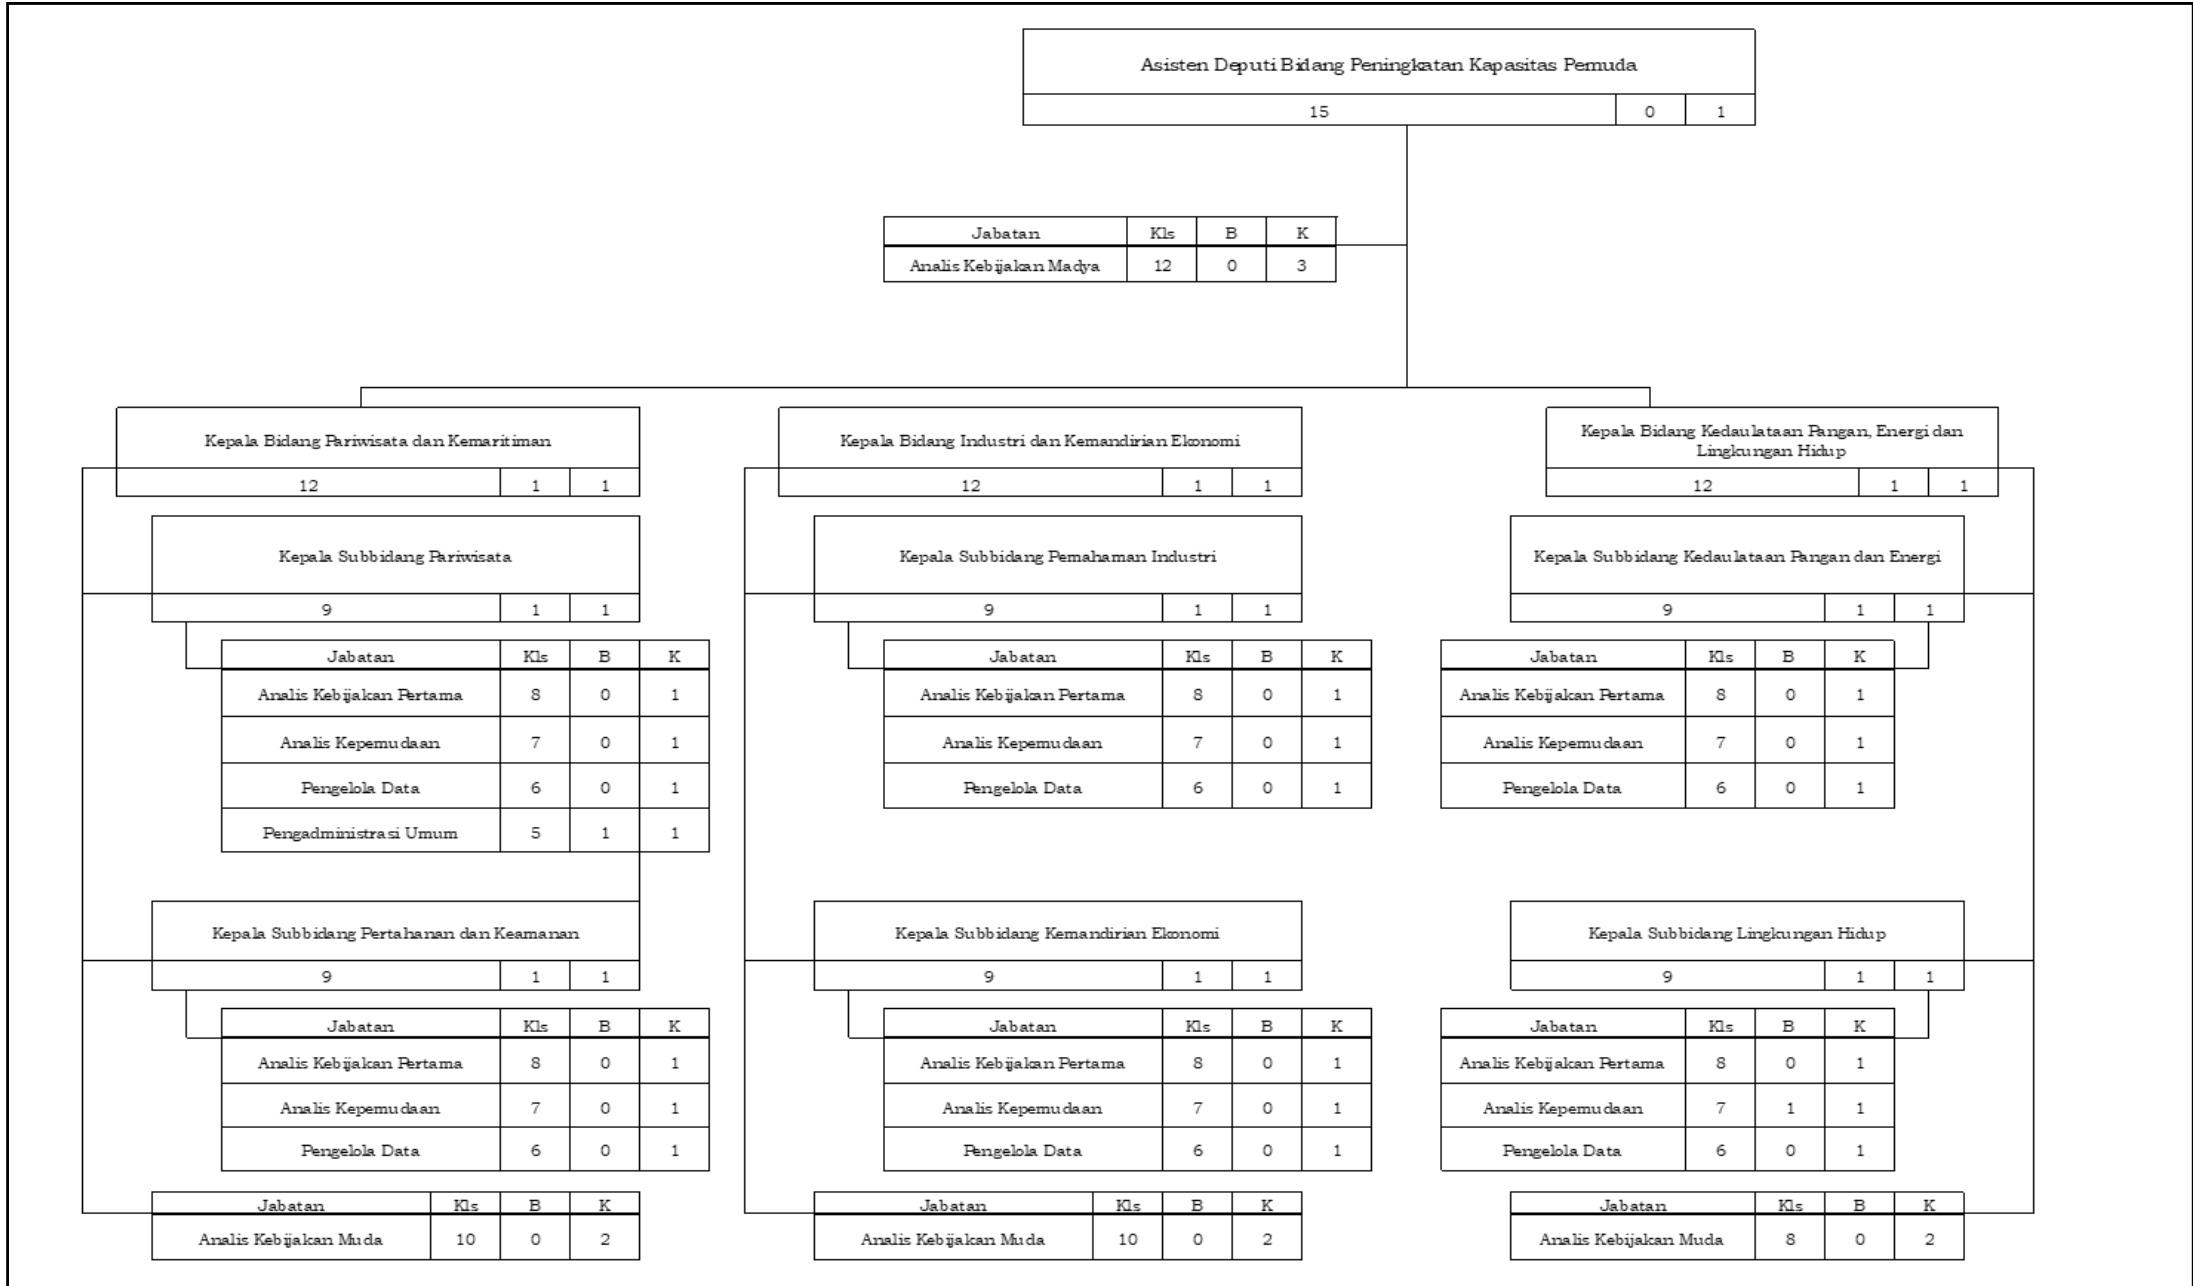 Asisten Deputi Bidang Peningkatan Kapasitas Pemuda
15 0 1
Jabatan Kls B K
Analis Kebijakan Madya 12 0 3
Kepala Bidang Pariwisata dan Kemaritiman
12 1 1
Kepala Subbidang Pariwisata
9 1 1
Jabatan Kls B K
Analis Kebijakan Pertama 8 0 1
Analis Kepemudaan 7 0 1
Pengelola Data 6 0 1
Pengadministrasi Umum 5 1 1
Kepala Subbidang Pertahanan dan Keamanan
9 1 1
Jabatan Kls B K
Analis Kebijakan Pertama 8 0 1
Analis Kepemudaan 7 0 1
Pengelola Data 6 0 1
Jabatan Kls B K
Analis Kebijakan Muda 10 0 2
Kepala Bidang Industri dan Kemandirian Ekonomi
12 1 1
Kepala Subbidang Pemahaman Industri
9 1 1
Jabatan Kls B K
Analis Kebijakan Pertama 8 0 1
Analis Kepemudaan 7 0 1
Pengelola Data 6 0 1
Kepala Subbidang Kemandirian Ekonomi
9 1 1
Jabatan Kls B K
Analis Kebijakan Pertama 8 0 1
Analis Kepemudaan 7 0 1
Pengelola Data 6 0 1
Jabatan Kls B K
Analis Kebijakan Muda 10 0 2
Kepala Bidang Kedaulataan Pangan, Energi dan
Lingkungan Hidup
12 1 1
Kepala Subbidang Kedaulataan Pangan dan Energi
9 1 1
Jabatan Kls B K
Analis Kebijakan Pertama 8 0 1
Analis Kepemudaan 7 0 1
Pengelola Data 6 0 1
Kepala Subbidang Lingkungan Hidup
9 1 1
Jabatan Kls B K
Analis Kebijakan Pertama 8 0 1
Analis Kepemudaan 7 1 1
Pengelola Data 6 0 1
Jabatan Kls B K
Analis Kebijakan Muda 8 0 2